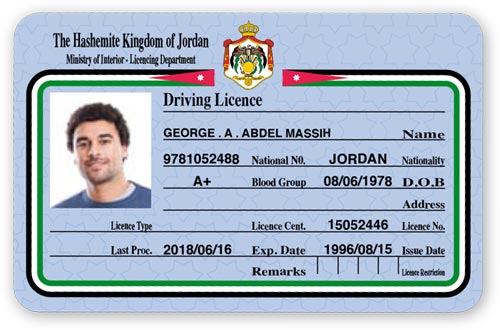 The Hashemite Kingdom of Jordan
Ministry of Interior - Licencing Department
Driving Licence
GEORGE . A . ABDEL MASSIH Name
9781052488 National N0. JORDAN Nationality
A+ Blood Group 08/06/1978 D.O.B
Address
Licence Type Licence Cent. 15052446 Licence No.
Last Proc. 2018/06/16 Exp. Date 1996/08/15 Issue Date
Remarks Licence Restriction